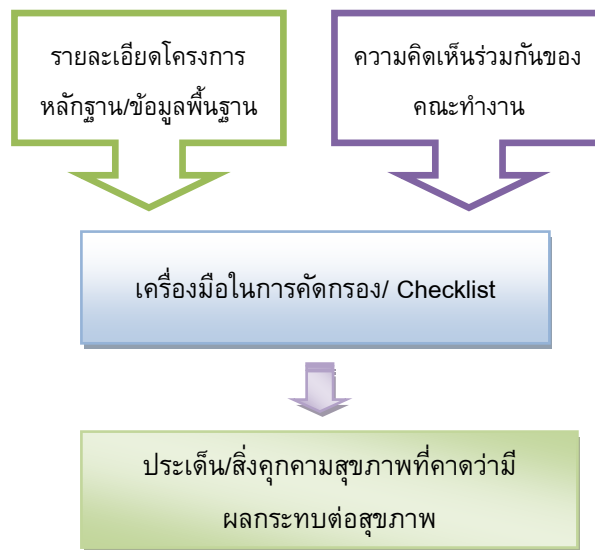 รายละเอียดโครงการ
หลักฐาน/ข้อมูลพื้นฐาน
ความคิดเห็นร่วมกันของ
คณะทำงาน
เครื่องมือในการคัดกรอง/ Checklist
ประเด็น/สิ่งคุกคามสุขภาพที่คาดว่ามี
ผลกระทบต่อสุขภาพ